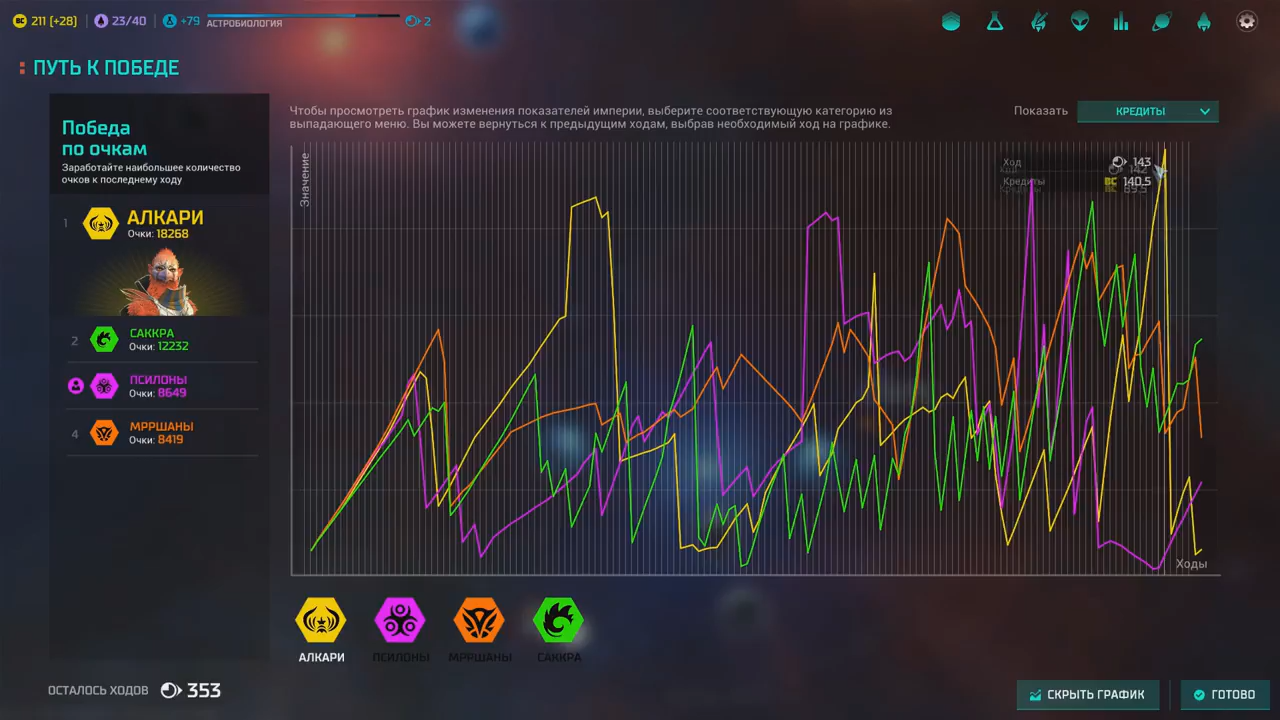 BC 211 [+28]
23/40
+79
АСТРОБИОЛОГИЯ
2
ПУТЬ К ПОБЕДЕ
Победа
по очкам
Заработайте наибольшее количество
очков к последнему ходу
1
АЛКАРИ
Очки: 18268
2
САККРА
Очки: 12232
ПСИЛОНЫ
Очки: 8649
4
МРРШАНЫ
Очки: 8419
Чтобы просмотреть график изменения показателей империи, выберите соответствующую категорию из
выпадающего меню. Вы можете вернуться к предыдущим ходам, выбрав необходимый ход на графике.
Показать
КРЕДИТЫ
Значение
Ход 143
Кредиты BC 140,5
Ходы
АЛКАРИ
ПСИЛОНЫ
МРРШАНЫ
САККРА
ОСТАЛОСЬ ХОДОВ 353
СКРЫТЬ ГРАФИК
ГОТОВО